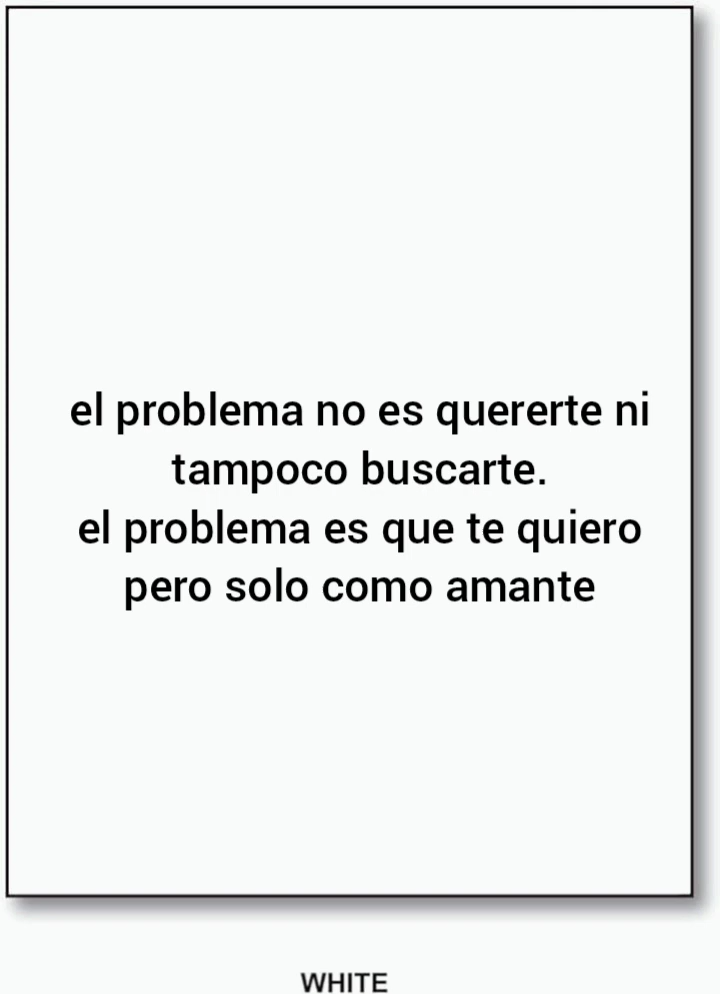 el problema no es quererte ni
tampoco buscarte.
el problema es que te quiero
pero solo como amante
WHITE